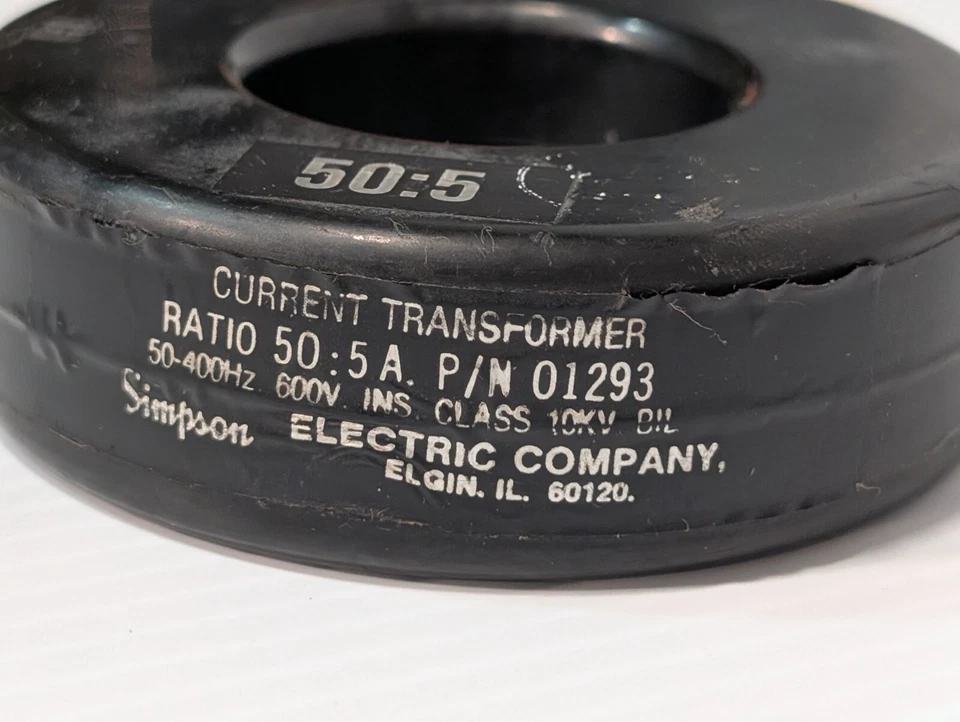 50:5
CURRENT TRANSFORMER
RATIO 50:5A. P/N 01293
50-400Hz 600V. INS. CLASS 10KV BIL
Simpson ELECTRIC COMPANY,
ELGIN. IL. 60120.